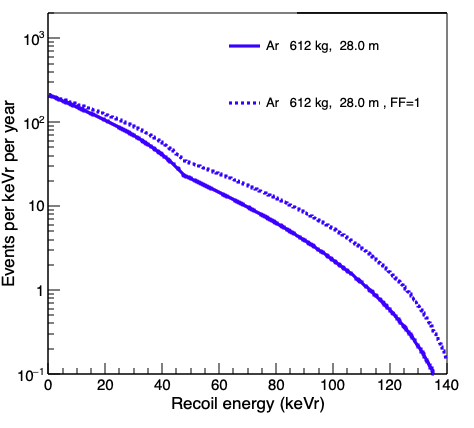 Ar 612 kg, 28.0 m
Ar 612 kg, 28.0 m , FF=1
Events per keVr per year
10³
10²
10
1
10⁻¹
0 20 40 60 80 100 120 140
Recoil energy (keVr)